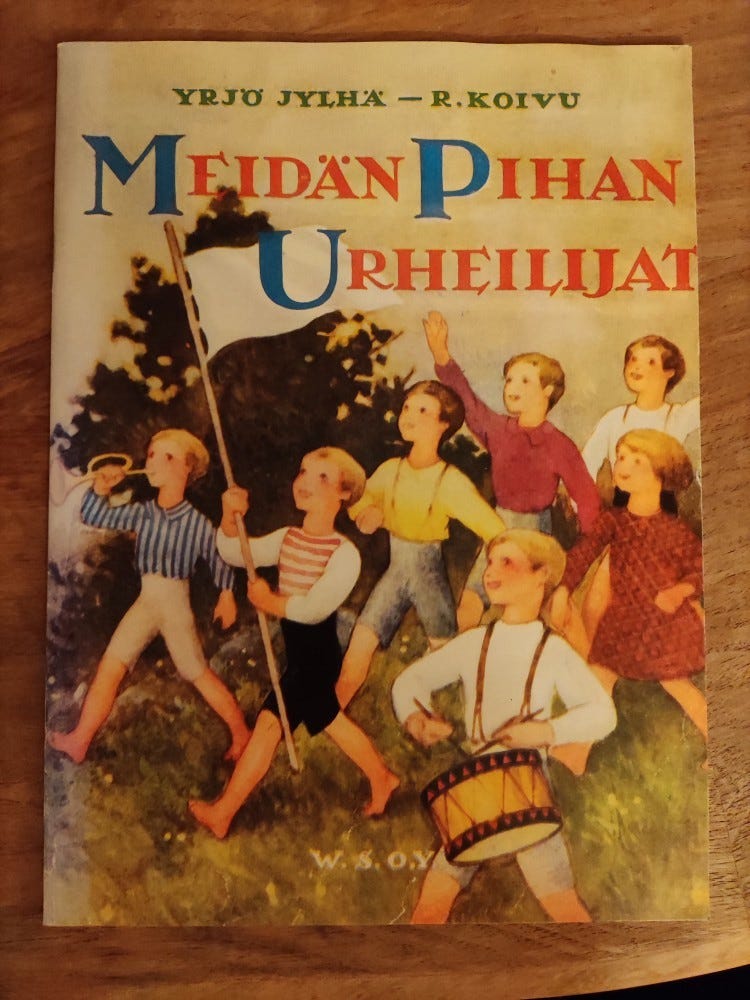 YRJÖ JYLHÄ — R. KOIVU
MEIDÄN PIHAN
URHEILIJAT
W. S. O.Y